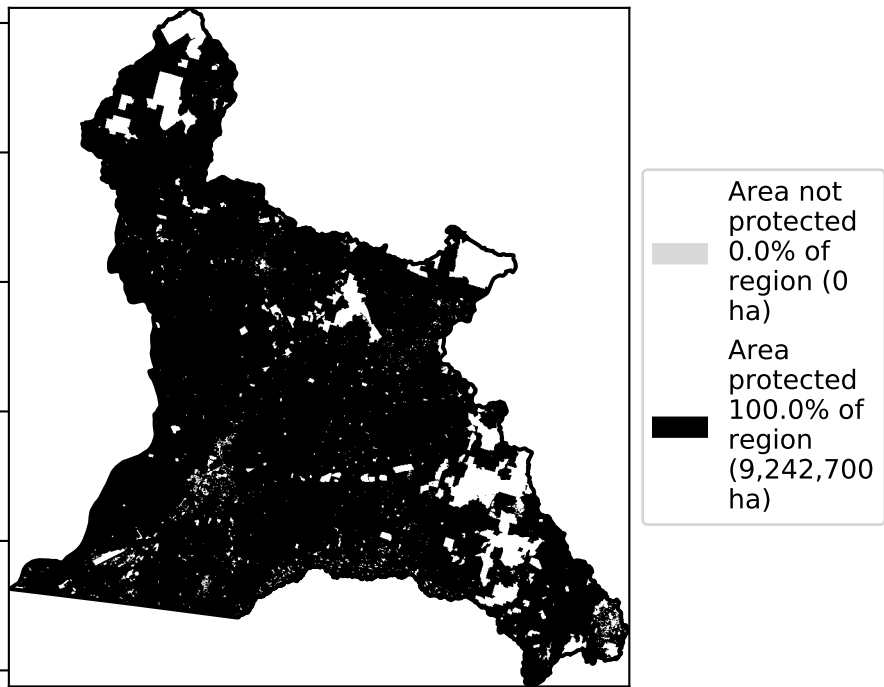 Area not
protected
0.0% of
region (0
ha)
Area
protected
100.0% of
region
(9,242,700
ha)